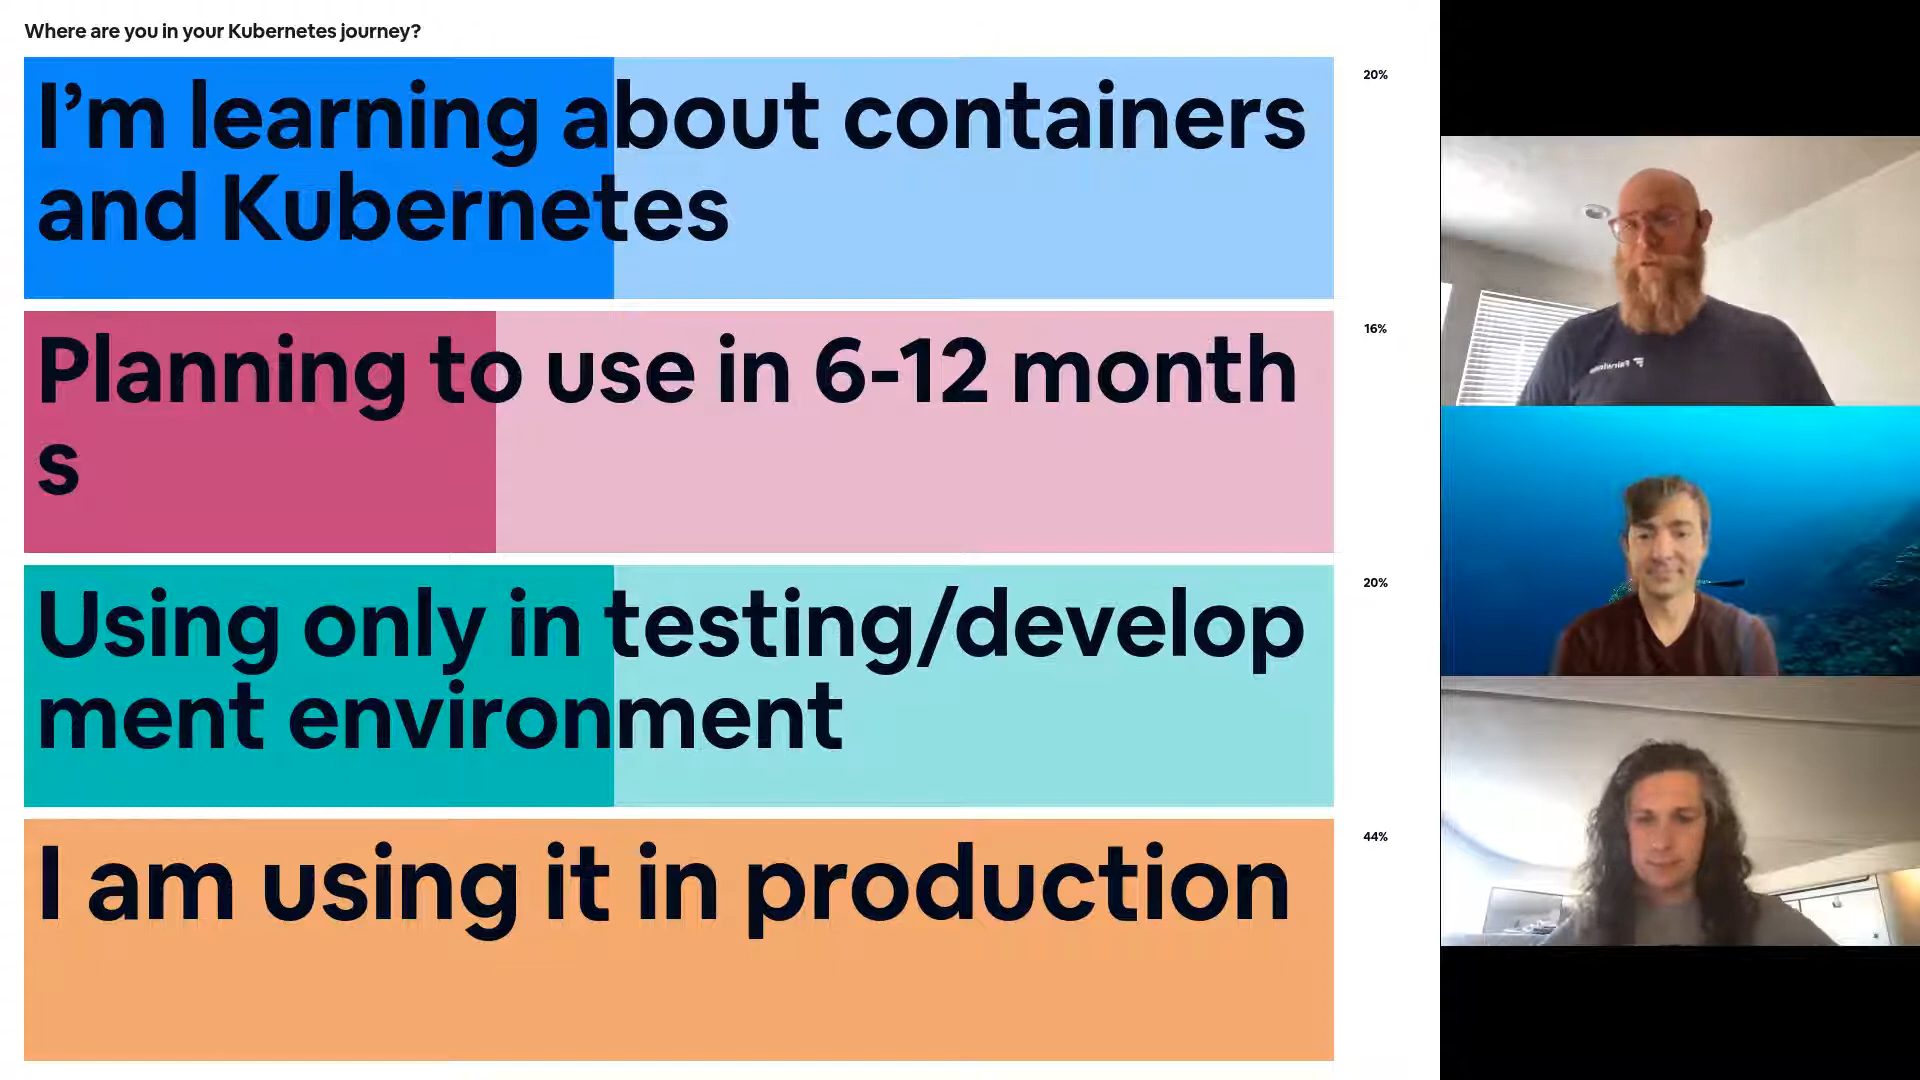 Where are you in your Kubernetes journey?
I’m learning about containers
and Kubernetes
20%
Planning to use in 6-12 month
s
16%
Using only in testing/develop
ment environment
20%
I am using it in production
44%